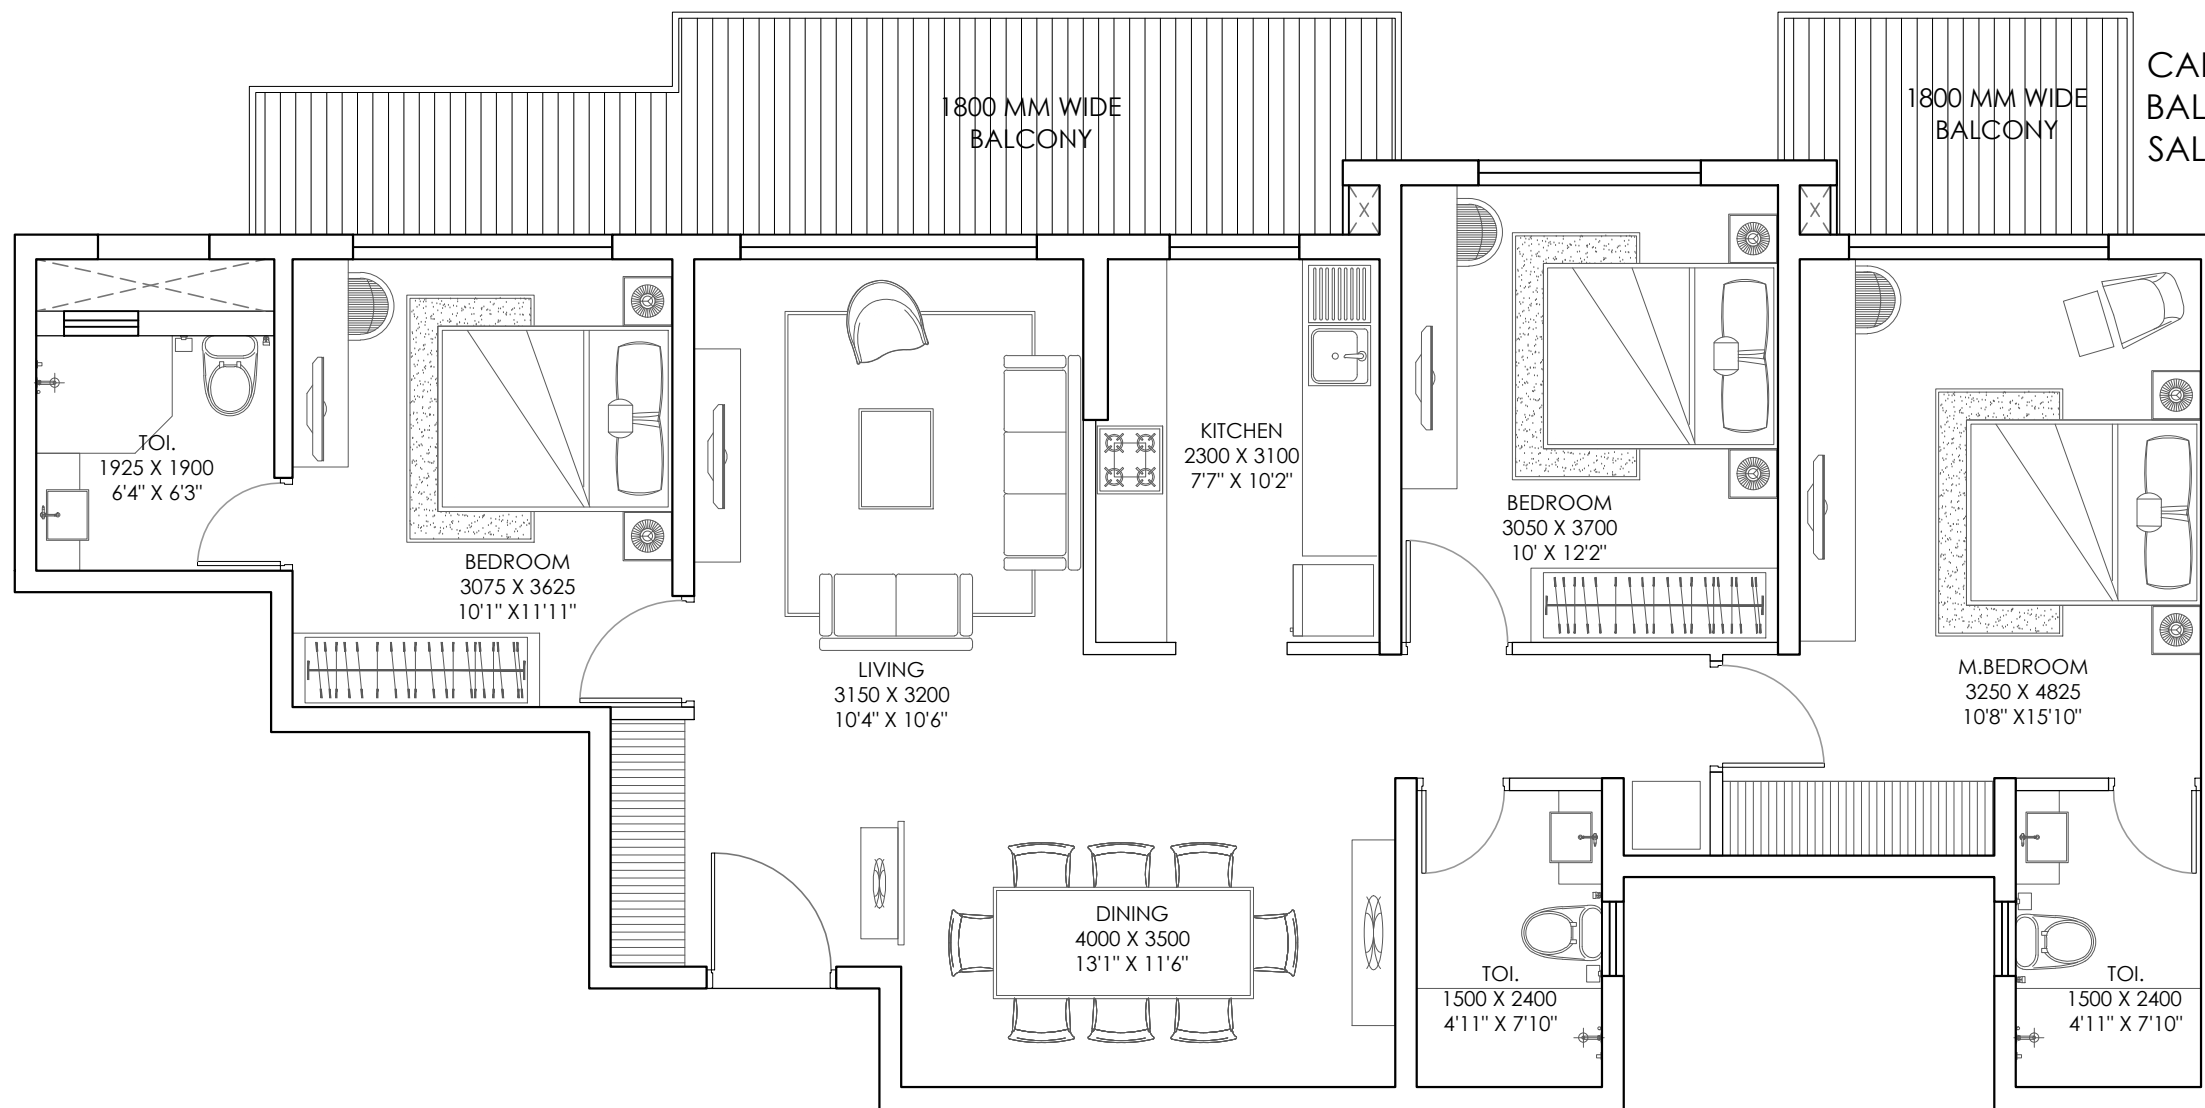 1800 MM WIDE
BALCONY
1800 MM WIDE
BALCONY
TOI.
1925 X 1900
6'4" X 6'3"
BEDROOM
3075 X 3625
10'1" X11'11"
LIVING
3150 X 3200
10'4" X 10'6"
KITCHEN
2300 X 3100
7'7" X 10'2"
BEDROOM
3050 X 3700
10' X 12'2"
M.BEDROOM
3250 X 4825
10'8" X15'10"
DINING
4000 X 3500
13'1" X 11'6"
TOI.
1500 X 2400
4'11" X 7'10"
TOI.
1500 X 2400
4'11" X 7'10"